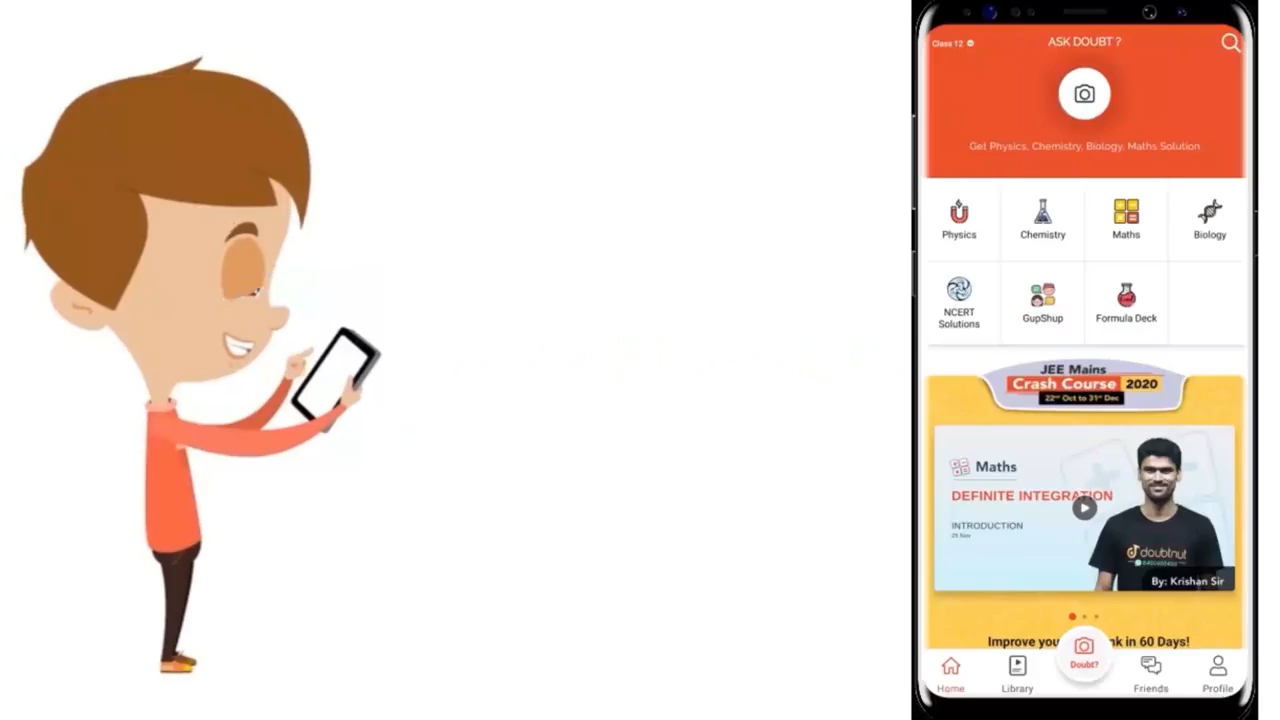 Class 12
ASK DOUBT ?
Get Physics, Chemistry, Biology, Maths Solution
Physics
Chemistry
Maths
Biology
NCERT
Solutions
GupShup
Formula Deck
JEE Mains
Crash Course 2020
22nd Oct to 31st Dec
Maths
DEFINITE INTEGRATION
INTRODUCTION
doubtnut
By: Krishan Sir
Improve you nk in 60 Days!
Doubt?
Home
Library
Friends
Profile